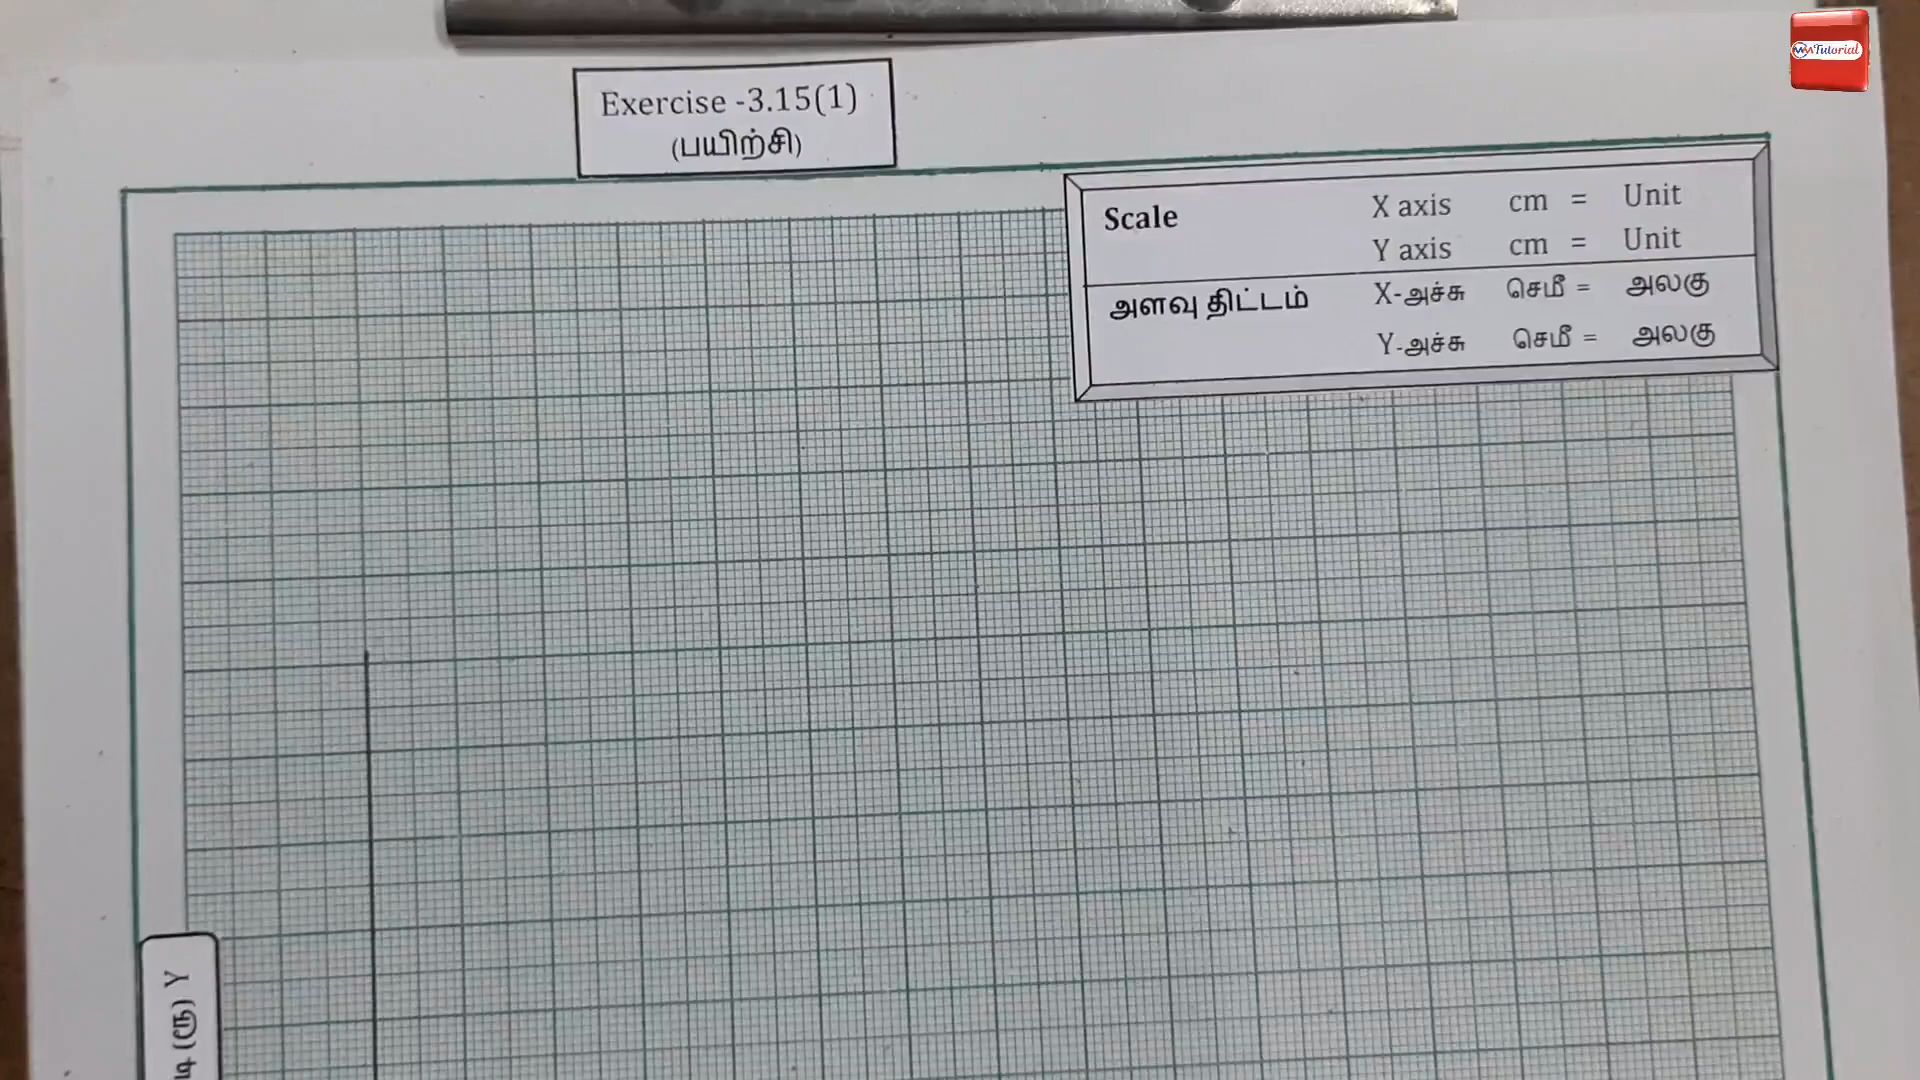 Exercise -3.15(1)
(பயிற்சி)
Scale X axis cm = Unit
Y axis cm = Unit
அளவு திட்டம் X-அச்சு செமீ = அலகு
Y-அச்சு செமீ = அலகு
(ரூ) Y
Tutorial